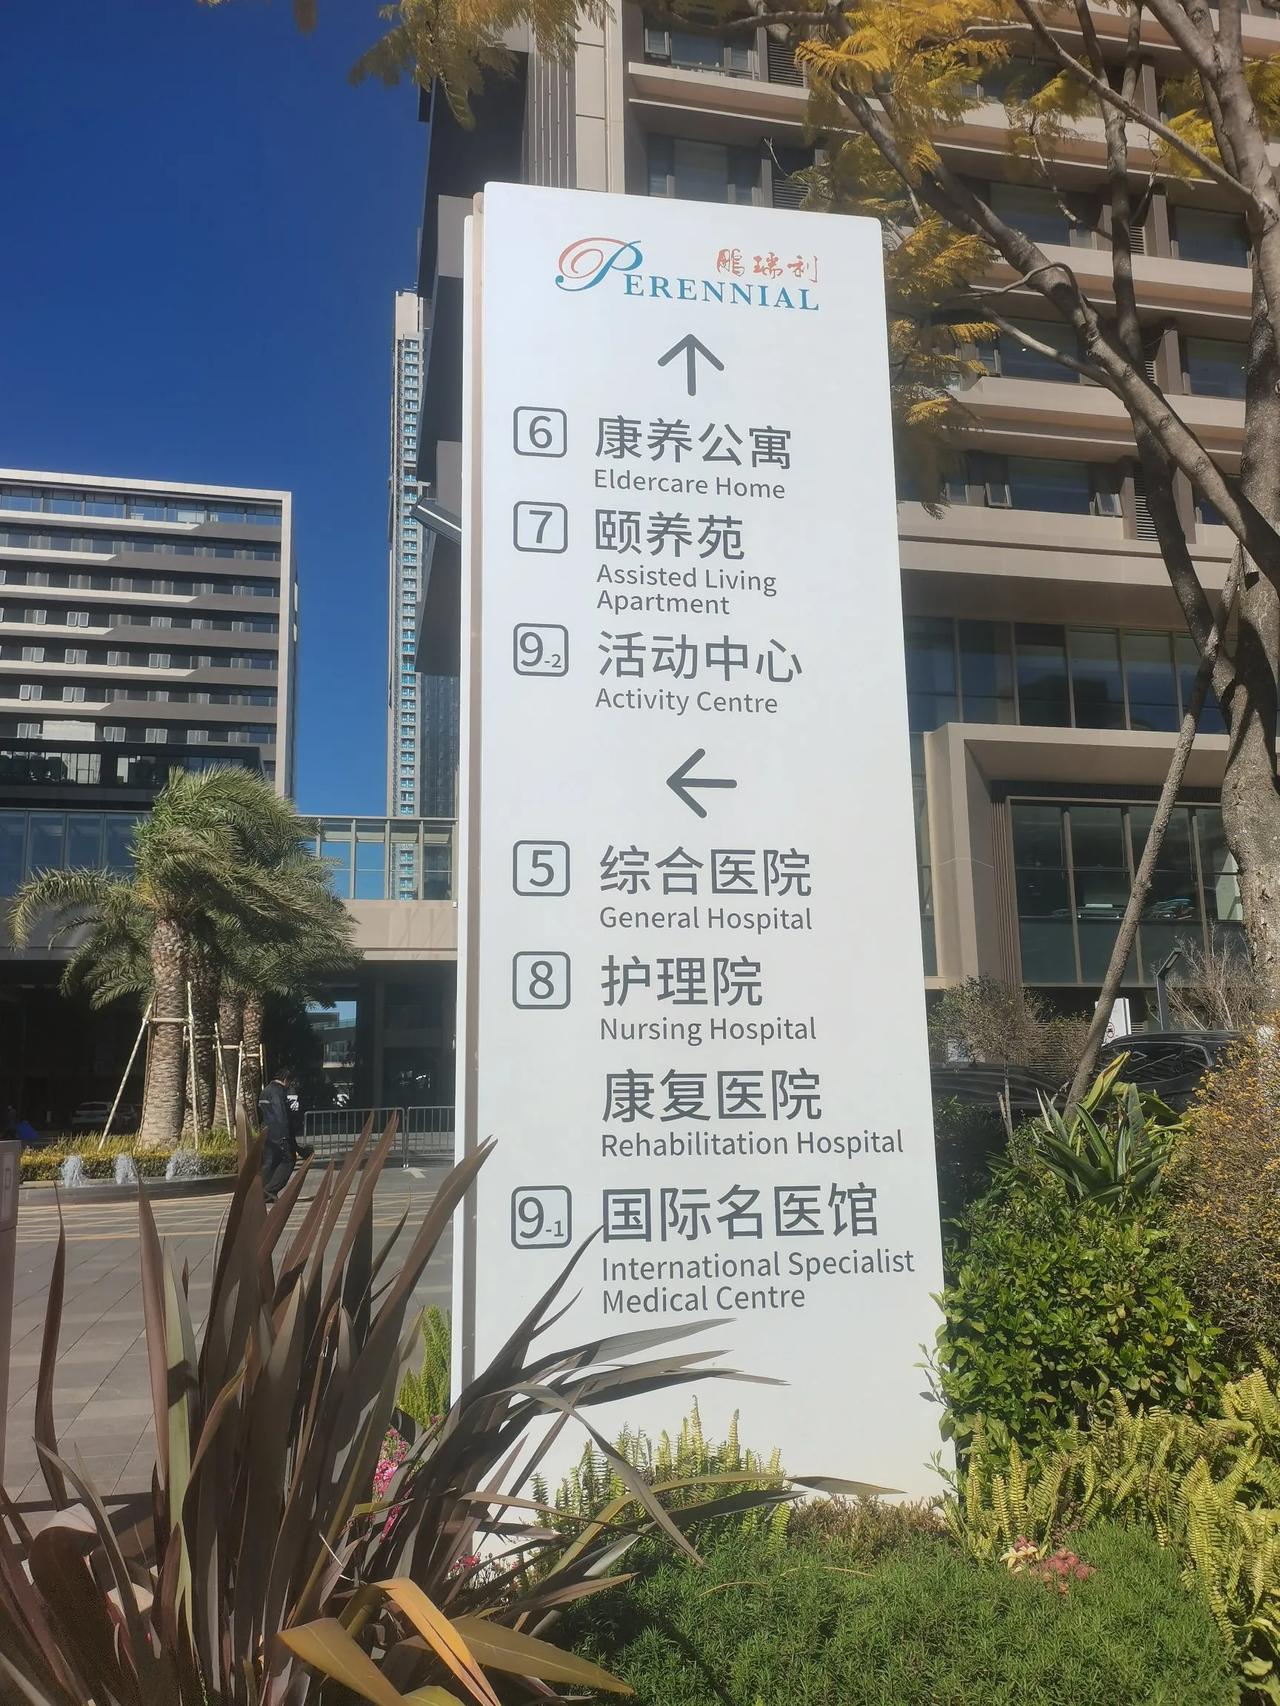 鹏瑞利
PERENNIAL
6 康养公寓
Eldercare Home
7 颐养苑
Assisted Living
Apartment
9-2 活动中心
Activity Centre
5 综合医院
General Hospital
8 护理院
Nursing Hospital
康复医院
Rehabilitation Hospital
9-1 国际名医馆
International Specialist
Medical Centre